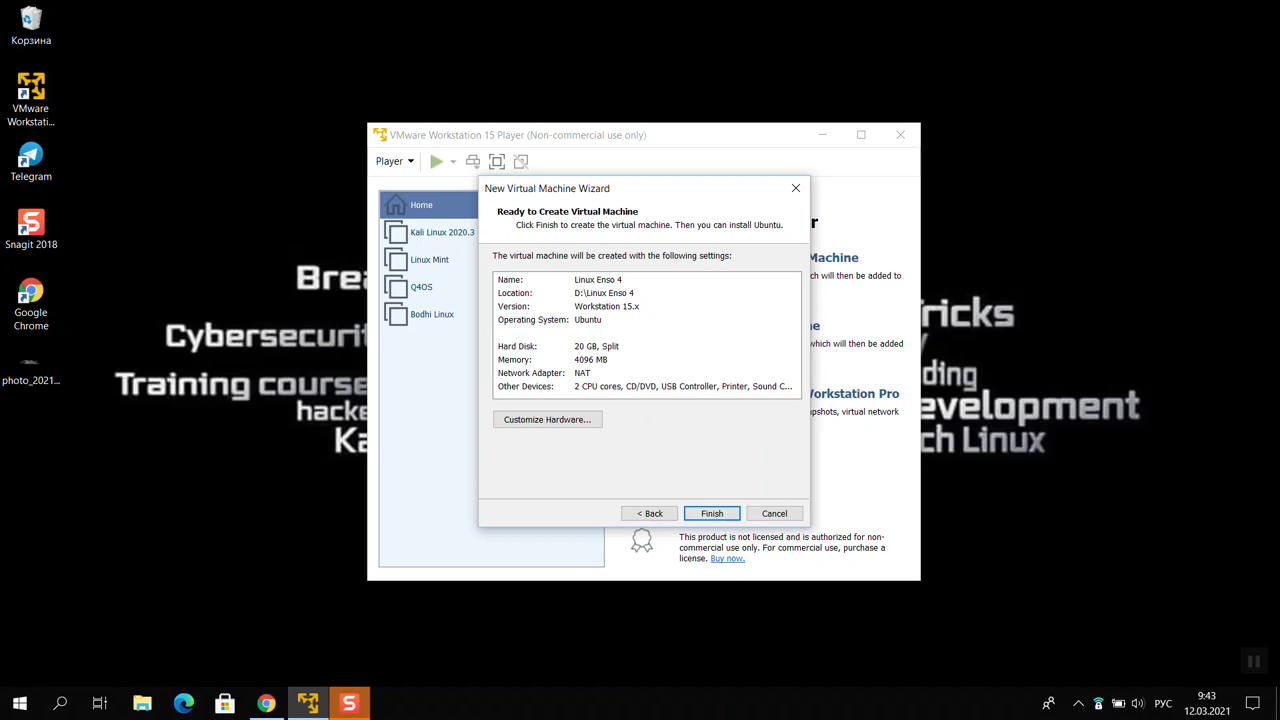 Корзина
VMware
Workstati...
Telegram
Snagit 2018
Google
Chrome
photo_2021...
Cybersecurit
Training course
hacke
Tricks
ding
evelopment
ch Linux
VMware Workstation 15 Player (Non-commercial use only)
Player
Home
Kali Linux 2020.3
Linux Mint
Q4OS
Bodhi Linux
r
Machine
ch will then be added to
ne
which will then be added
orkstation Pro
pshots, virtual network
New Virtual Machine Wizard
Ready to Create Virtual Machine
Click Finish to create the virtual machine. Then you can install Ubuntu.
The virtual machine will be created with the following settings:
Name: Linux Enso 4
Location: D:\Linux Enso 4
Version: Workstation 15.x
Operating System: Ubuntu
Hard Disk: 20 GB, Split
Memory: 4096 MB
Network Adapter: NAT
Other Devices: 2 CPU cores, CD/DVD, USB Controller, Printer, Sound C...
Customize Hardware...
< Back
Finish
Cancel
This product is not licensed and is authorized for non-
commercial use only. For commercial use, purchase a
license. Buy now.
S
РУС
9:43
12.03.2021